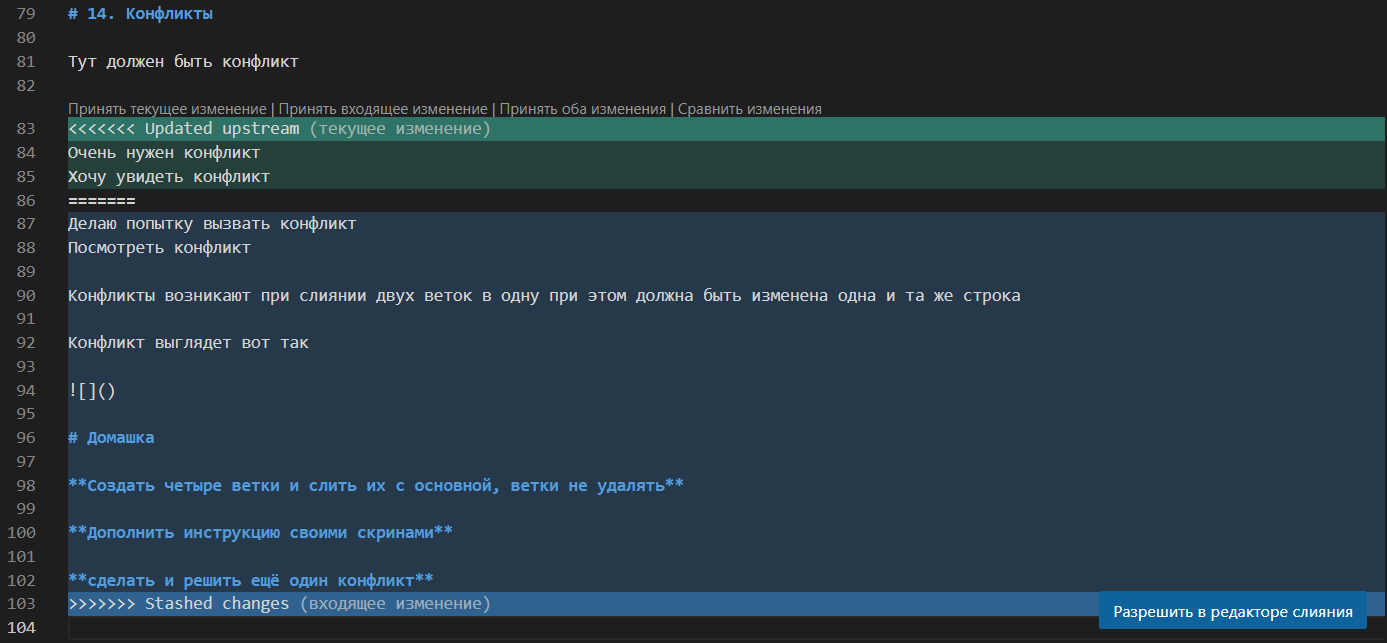 79 # 14. Конфликты
80
81 Тут должен быть конфликт
82
Принять текущее изменение | Принять входящее изменение | Принять оба изменения | Сравнить изменения
83 <<<<<<< Updated upstream (текущее изменение)
84 Очень нужен конфликт
85 Хочу увидеть конфликт
86 =======
87 Делаю попытку вызвать конфликт
88 Посмотреть конфликт
89
90 Конфликты возникают при слиянии двух веток в одну при этом должна быть изменена одна и та же строка
91
92 Конфликт выглядет вот так
93
94 ![]()
95
96 # Домашка
97
98 **Создать четыре ветки и слить их с основной, ветки не удалять**
99
100 **Дополнить инструкцию своими скринами**
101
102 **сделать и решить ещё один конфликт**
103 >>>>>>> Stashed changes (входящее изменение)
Разрешить в редакторе слияния
104